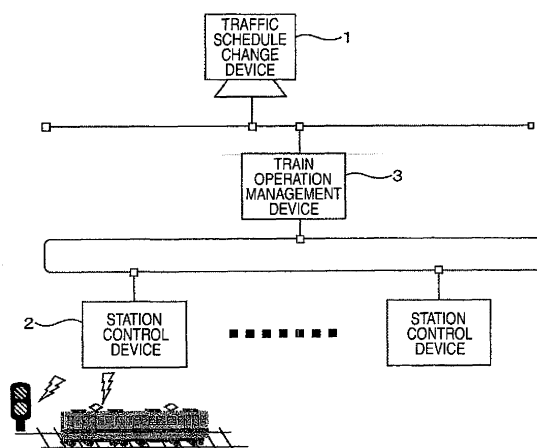 TRAFFIC
SCHEDULE
CHANGE
DEVICE
1
TRAIN
OPERATION
MANAGEMENT
DEVICE
3
2
STATION
CONTROL
DEVICE
STATION
CONTROL
DEVICE